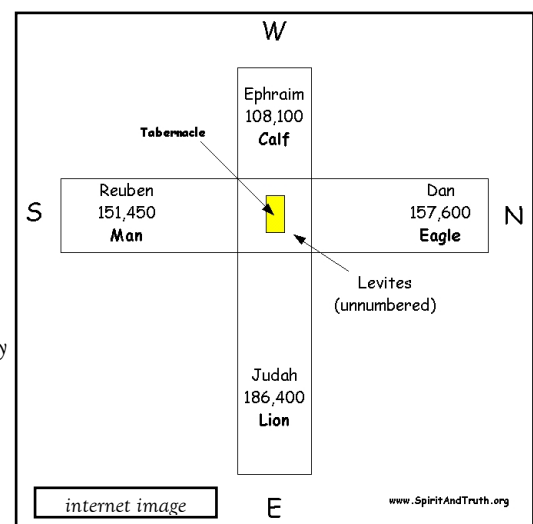 W
Ephraim
108,100
Calf
Tabernacle
S
Reuben
151,450
Man
Dan
157,600
Eagle
N
Levites
(unnumbered)
y
Judah
186,400
Lion
internet image
E
www.SpiritAndTruth.org